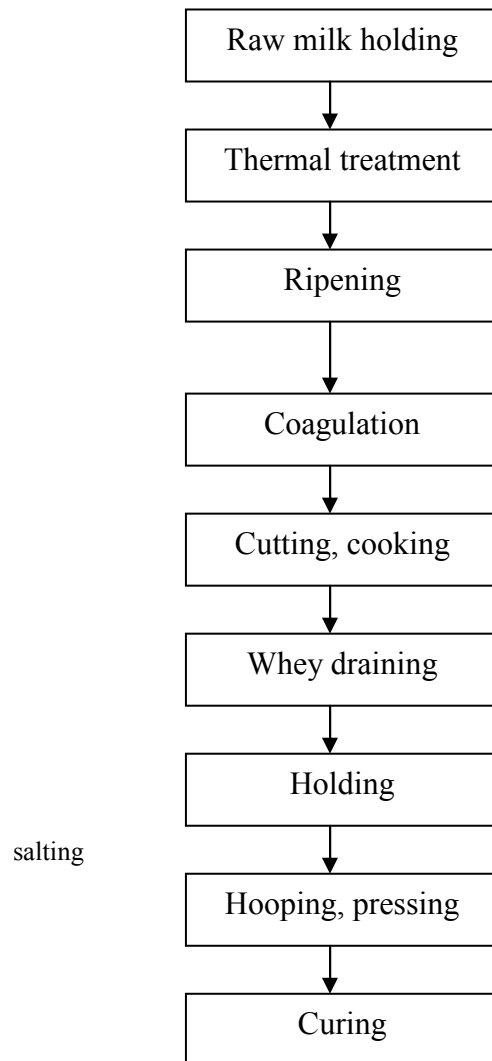 Raw milk holding
Thermal treatment
Ripening
Coagulation
Cutting, cooking
Whey draining
Holding
salting
Hooping, pressing
Curing